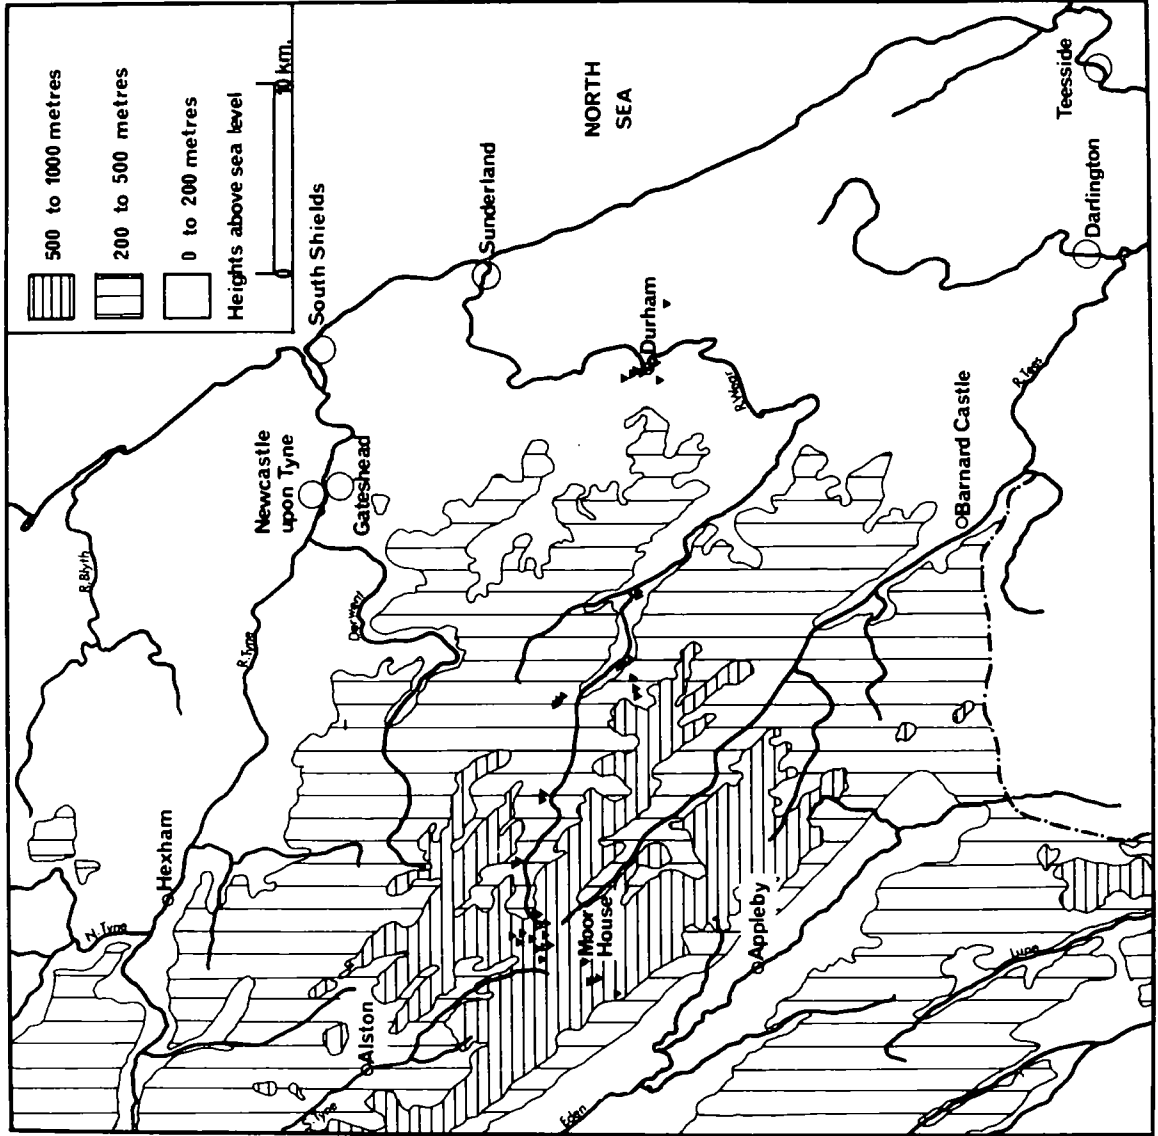 500 to 1000 metres
200 to 500 metres
0 to 200 metres
Heights above sea level
0
10 km.
NORTH
SEA
South Shields
Sunderland
Newcastle
upon Tyne
Gateshead
Durham
Teesside
Darlington
Barnard Castle
Hexham
Alston
Moor
House
Appleby
R. Blyth
R. Tyne
N. Tyne
Derwent
R. Wear
R. Tees
Tyne
Eden
Lune